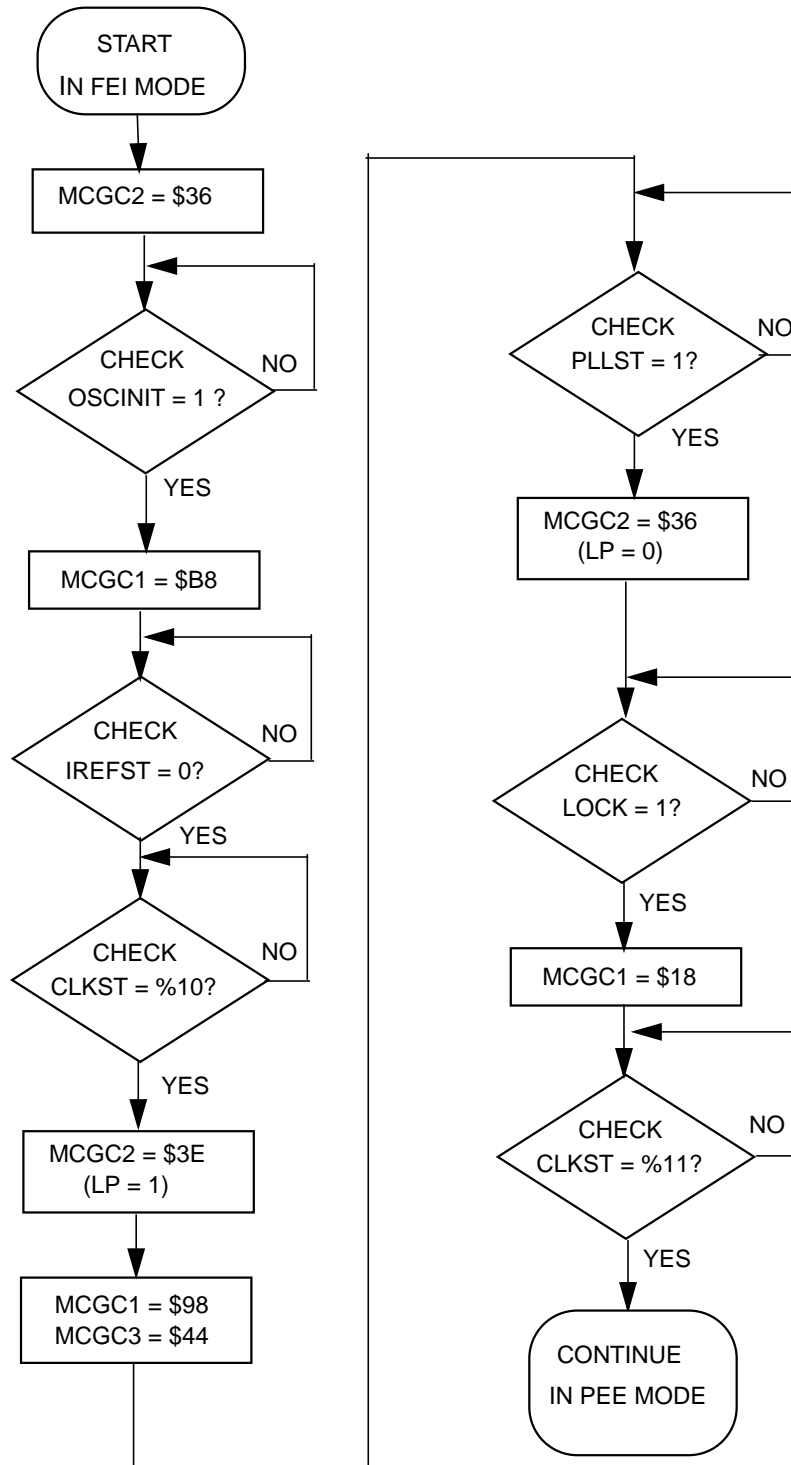 START
IN FEI MODE
MCGC2 = $36
CHECK
OSCINIT = 1 ?
NO
YES
MCGC1 = $B8
CHECK
IREFST = 0?
NO
YES
CHECK
CLKST = %10?
NO
YES
MCGC2 = $3E
(LP = 1)
MCGC1 = $98
MCGC3 = $44
CHECK
PLLST = 1?
NO
YES
MCGC2 = $36
(LP = 0)
CHECK
LOCK = 1?
NO
YES
MCGC1 = $18
CHECK
CLKST = %11?
NO
YES
CONTINUE
IN PEE MODE